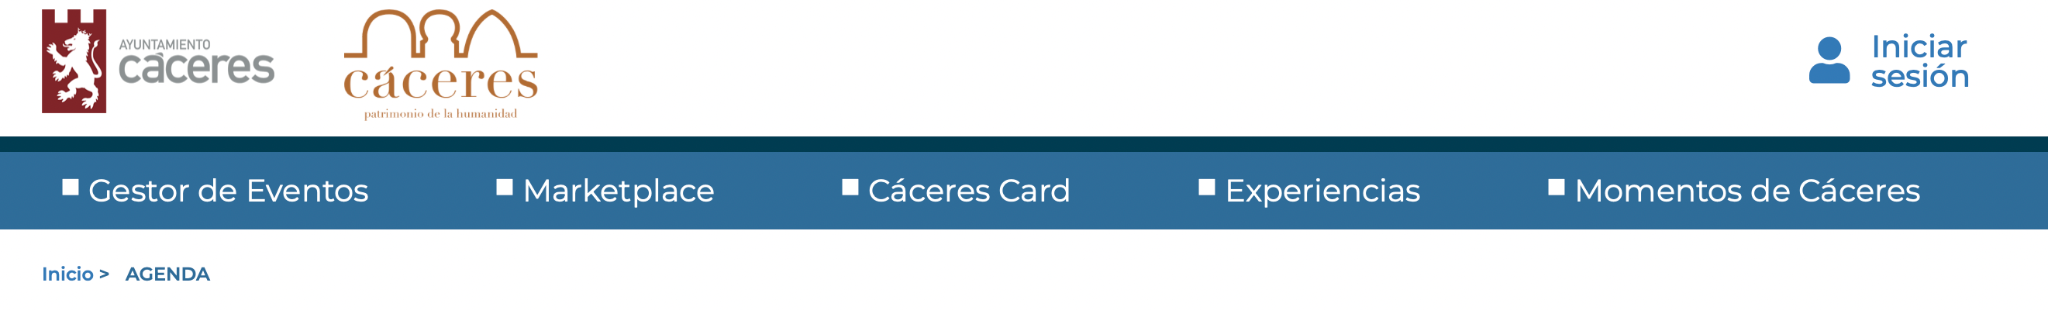 AYUNTAMIENTO
cáceres
cáceres
patrimonio de la humanidad
Iniciar
sesión
Gestor de Eventos
Marketplace
Cáceres Card
Experiencias
Momentos de Cáceres
Inicio > AGENDA